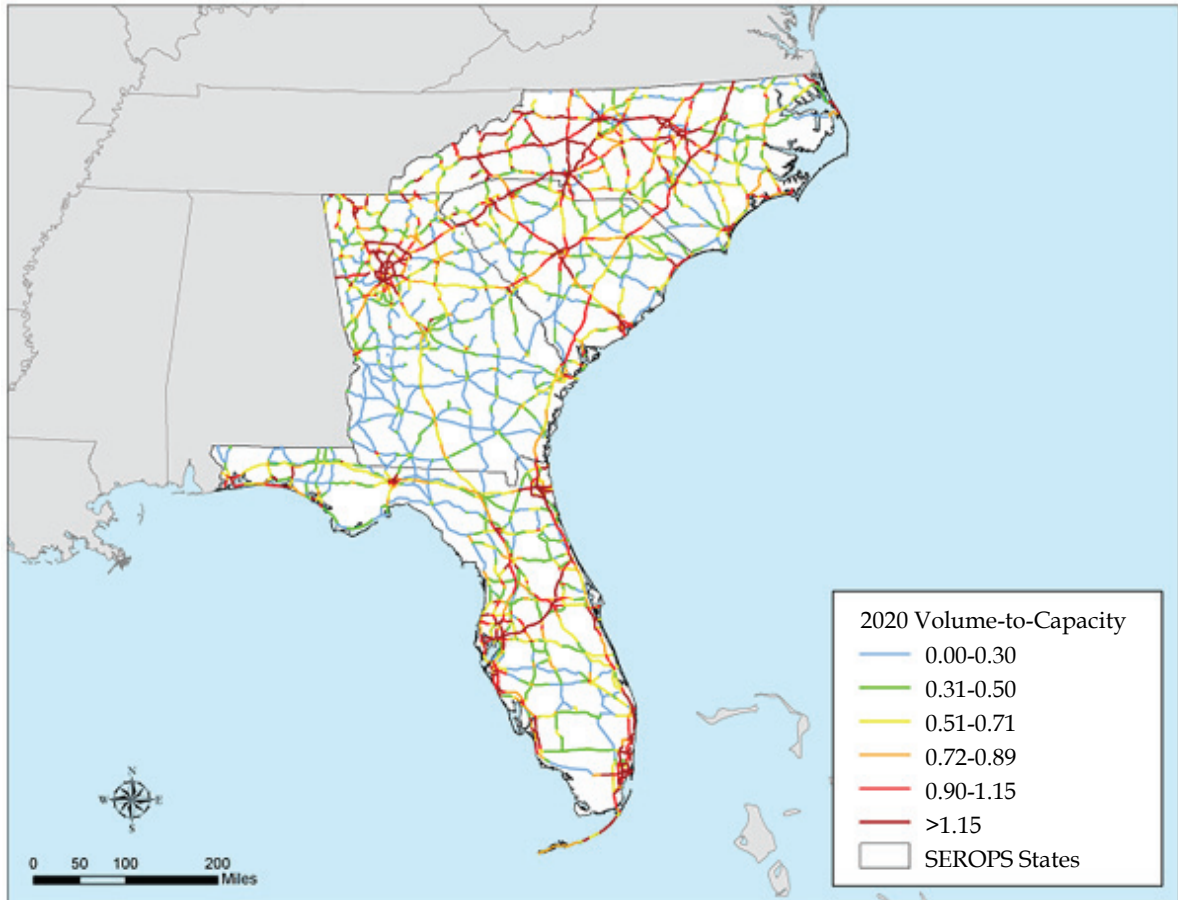 2020 Volume-to-Capacity
0.00-0.30
0.31-0.50
0.51-0.71
0.72-0.89
0.90-1.15
>1.15
SEROPS States
N
W E
S
0 50 100 200
Miles